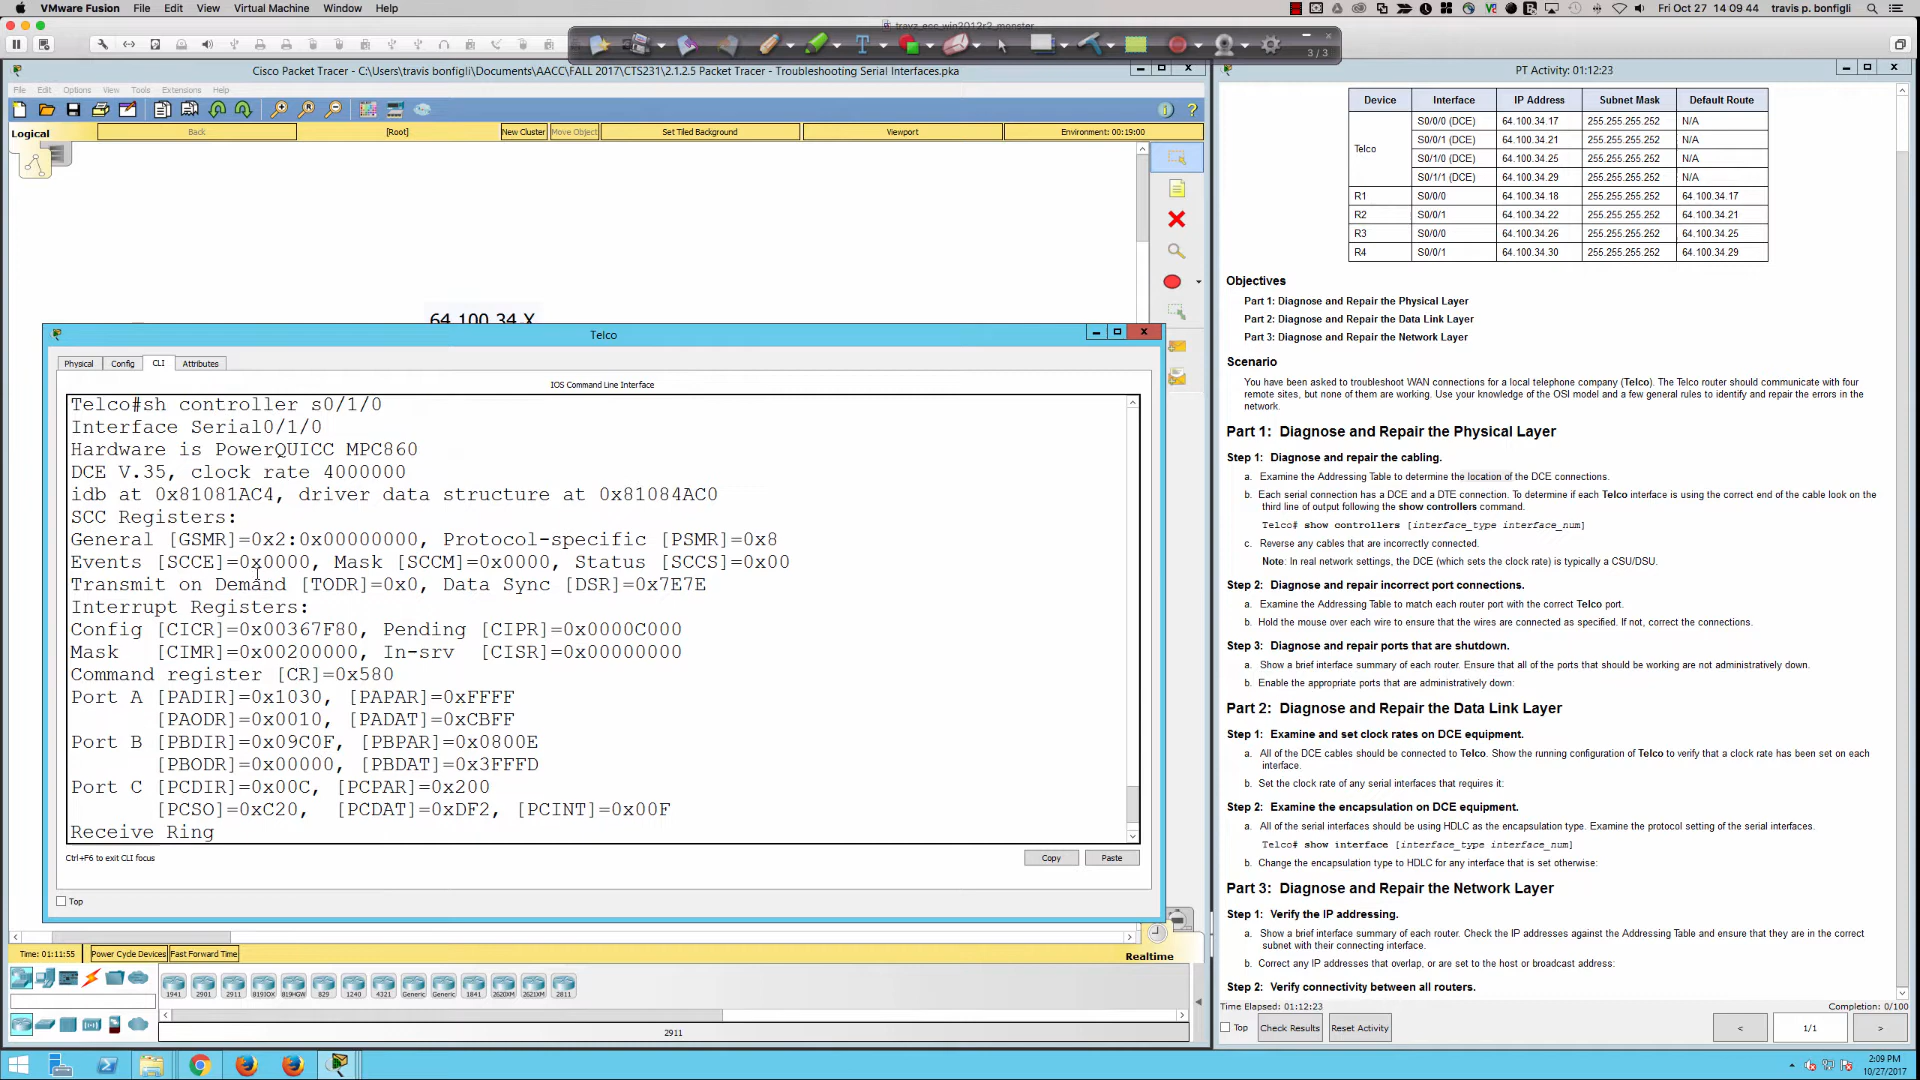 VMware Fusion File Edit View Virtual Machine Window Help
Fri Oct 27 14:09:44 travis p. bonfigli
3 / 3
Cisco Packet Tracer - C:\Users\travis bonfigli\Documents\AACC\FALL 2017\CTS231\2.1.2.5 Packet Tracer - Troubleshooting Serial Interfaces.pka
File Edit Options View Tools Extensions Help
Logical Back [Root] New Cluster Move Object Set Tiled Background Viewport Environment: 00:19:00
64.100.34.X
Telco
Physical Config CLI Attributes
IOS Command Line Interface
Telco#sh controller s0/1/0
Interface Serial0/1/0
Hardware is PowerQUICC MPC860
DCE V.35, clock rate 4000000
idb at 0x81081AC4, driver data structure at 0x81084AC0
SCC Registers:
General [GSMR]=0x2:0x00000000, Protocol-specific [PSMR]=0x8
Events [SCCE]=0x0000, Mask [SCCM]=0x0000, Status [SCCS]=0x00
Transmit on Demand [TODR]=0x0, Data Sync [DSR]=0x7E7E
Interrupt Registers:
Config [CICR]=0x00367F80, Pending [CIPR]=0x0000C000
Mask [CIMR]=0x00200000, In-srv [CISR]=0x00000000
Command register [CR]=0x580
Port A [PADIR]=0x1030, [PAPAR]=0xFFFF
[PAODR]=0x0010, [PADAT]=0xCBFF
Port B [PBDIR]=0x09C0F, [PBPAR]=0x0800E
[PBODR]=0x00000, [PBDAT]=0x3FFFD
Port C [PCDIR]=0x00C, [PCPAR]=0x200
[PCSO]=0xC20, [PCDAT]=0xDF2, [PCINT]=0x00F
Receive Ring
Ctrl+F6 to exit CLI focus
Copy Paste
Top
Time: 01:11:55 Power Cycle Devices Fast Forward Time
Realtime
1941 2901 2911 819IOX 819HGW 829 1240 4321 Generic Generic 1841 2620XM 2621XM 2811
2911
PT Activity: 01:12:23
Device Interface IP Address Subnet Mask Default Route
Telco
S0/0/0 (DCE) 64.100.34.17 255.255.255.252 N/A
S0/0/1 (DCE) 64.100.34.21 255.255.255.252 N/A
S0/1/0 (DCE) 64.100.34.25 255.255.255.252 N/A
S0/1/1 (DCE) 64.100.34.29 255.255.255.252 N/A
R1 S0/0/0 64.100.34.18 255.255.255.252 64.100.34.17
R2 S0/0/1 64.100.34.22 255.255.255.252 64.100.34.21
R3 S0/0/0 64.100.34.26 255.255.255.252 64.100.34.25
R4 S0/0/1 64.100.34.30 255.255.255.252 64.100.34.29
Objectives
Part 1: Diagnose and Repair the Physical Layer
Part 2: Diagnose and Repair the Data Link Layer
Part 3: Diagnose and Repair the Network Layer
Scenario
You have been asked to troubleshoot WAN connections for a local telephone company (Telco). The Telco router should communicate with four
remote sites, but none of them are working. Use your knowledge of the OSI model and a few general rules to identify and repair the errors in the
network.
Part 1: Diagnose and Repair the Physical Layer
Step 1: Diagnose and repair the cabling.
a. Examine the Addressing Table to determine the location of the DCE connections.
b. Each serial connection has a DCE and a DTE connection. To determine if each Telco interface is using the correct end of the cable look on the
third line of output following the show controllers command.
Telco# show controllers [interface_type interface_num]
c. Reverse any cables that are incorrectly connected.
Note: In real network settings, the DCE (which sets the clock rate) is typically a CSU/DSU.
Step 2: Diagnose and repair incorrect port connections.
a. Examine the Addressing Table to match each router port with the correct Telco port.
b. Hold the mouse over each wire to ensure that the wires are connected as specified. If not, correct the connections.
Step 3: Diagnose and repair ports that are shutdown.
a. Show a brief interface summary of each router. Ensure that all of the ports that should be working are not administratively down.
b. Enable the appropriate ports that are administratively down:
Part 2: Diagnose and Repair the Data Link Layer
Step 1: Examine and set clock rates on DCE equipment.
a. All of the DCE cables should be connected to Telco. Show the running configuration of Telco to verify that a clock rate has been set on each
interface.
b. Set the clock rate of any serial interfaces that requires it:
Step 2: Examine the encapsulation on DCE equipment.
a. All of the serial interfaces should be using HDLC as the encapsulation type. Examine the protocol setting of the serial interfaces.
Telco# show interface [interface_type interface_num]
b. Change the encapsulation type to HDLC for any interface that is set otherwise:
Part 3: Diagnose and Repair the Network Layer
Step 1: Verify the IP addressing.
a. Show a brief interface summary of each router. Check the IP addresses against the Addressing Table and ensure that they are in the correct
subnet with their connecting interface.
b. Correct any IP addresses that overlap, or are set to the host or broadcast address:
Step 2: Verify connectivity between all routers.
Time Elapsed: 01:12:23 Completion: 0/100
Top Check Results Reset Activity < 1/1 >
2:09 PM
10/27/2017